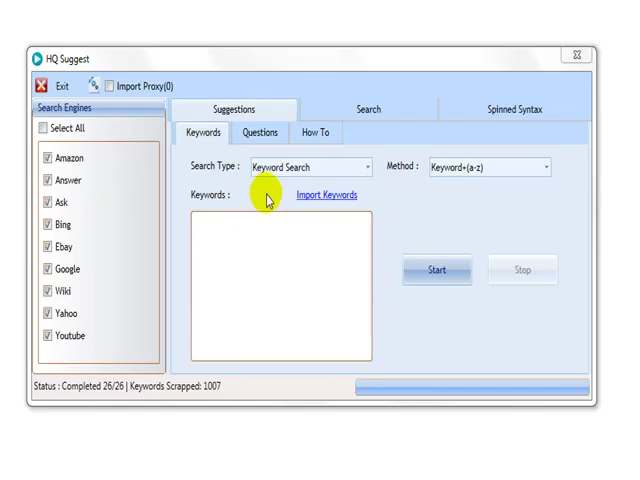 HQ Suggest
Exit Import Proxy(0)
Search Engines
Select All
Amazon
Answer
Ask
Bing
Ebay
Google
Wiki
Yahoo
Youtube
Suggestions Search Spinned Syntax
Keywords Questions How To
Search Type : Keyword Search Method : Keyword+(a-z)
Keywords : Import Keywords
Start Stop
Status : Completed 26/26 | Keywords Scrapped: 1007